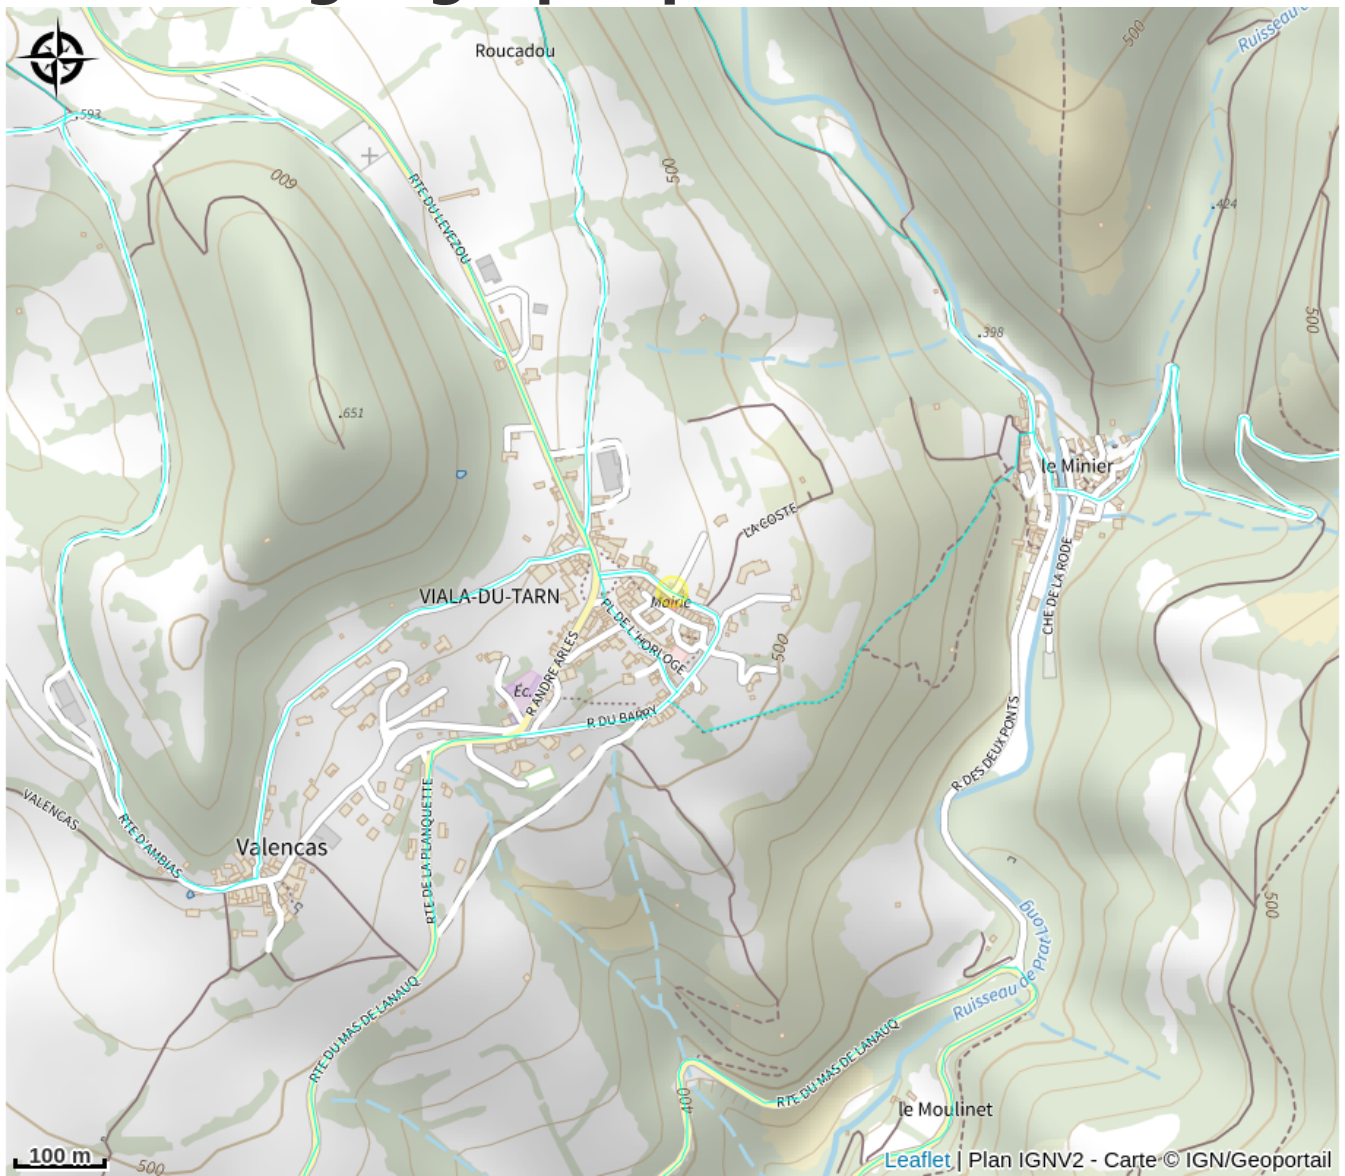 Roucadou
500
Ruisseau
593
500
600
RTE DU LEVEZOU
424
398
500
651
le Minier
LA COSTE
VIALA-DU-TARN
Mairie
PL DE L'HORLOGE
CHE DE LA RODE
500
R ANDRE ARLES
Éc.
R DU BARRY
R DES DEUX PONTS
VALENCAS
RTE D'AMBIAS
Valencas
RTE DE LA PLANQUETTE
500
Ruisseau de Prat Long
RTE DU MAS DE LANAUQ
RTE DU MAS DE LANAUQ
400
le Moulinet
100 m
500
Leaflet | Plan IGNV2 - Carte © IGN/Geoportail